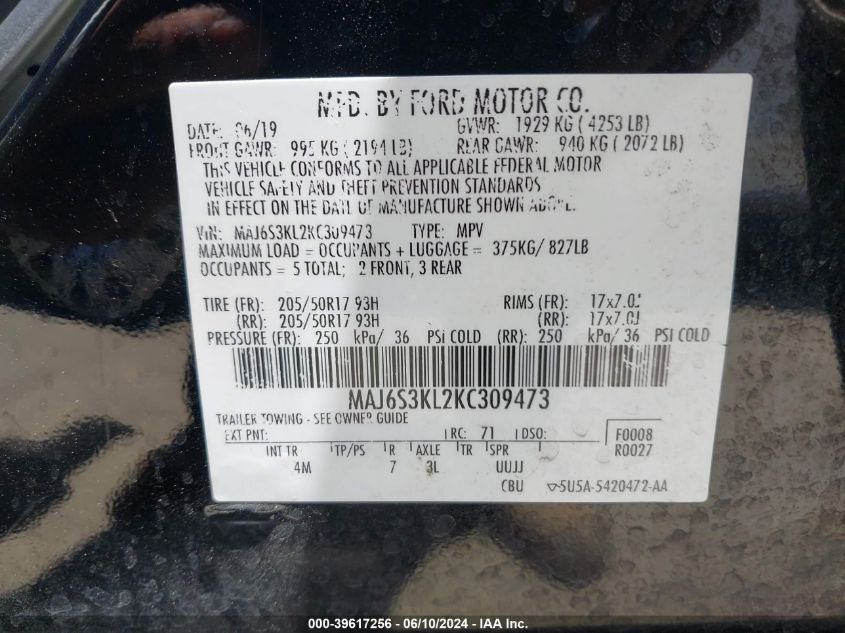 MFD. BY FORD MOTOR CO.
DATE: 06/19 GVWR: 1929 KG ( 4253 LB)
FRONT GAWR: 995 KG ( 2194 LB) REAR GAWR: 940 KG ( 2072 LB)
THIS VEHICLE CONFORMS TO ALL APPLICABLE FEDERAL MOTOR
VEHICLE SAFETY AND THEFT PREVENTION STANDARDS
IN EFFECT ON THE DATE OF MANUFACTURE SHOWN ABOVE.
VIN: MAJ6S3KL2KC309473 TYPE: MPV
MAXIMUM LOAD = OCCUPANTS + LUGGAGE = 375KG/ 827LB
OCCUPANTS = 5 TOTAL; 2 FRONT, 3 REAR
TIRE (FR): 205/50R17 93H RIMS (FR): 17x7.0J
(RR): 205/50R17 93H (RR): 17x7.0J
PRESSURE (FR): 250 kPa/ 36 PSi COLD (RR): 250 kPa/ 36 PSi COLD
MAJ6S3KL2KC309473
TRAILER TOWING - SEE OWNER GUIDE
EXT PNT: RC: 71 DSO: F0008
R0027
INT TR TP/PS R AXLE TR SPR
4M 7 3L UUJJ
CBU 5U5A-5420472-AA
000-39617256 - 06/10/2024 - IAA Inc.